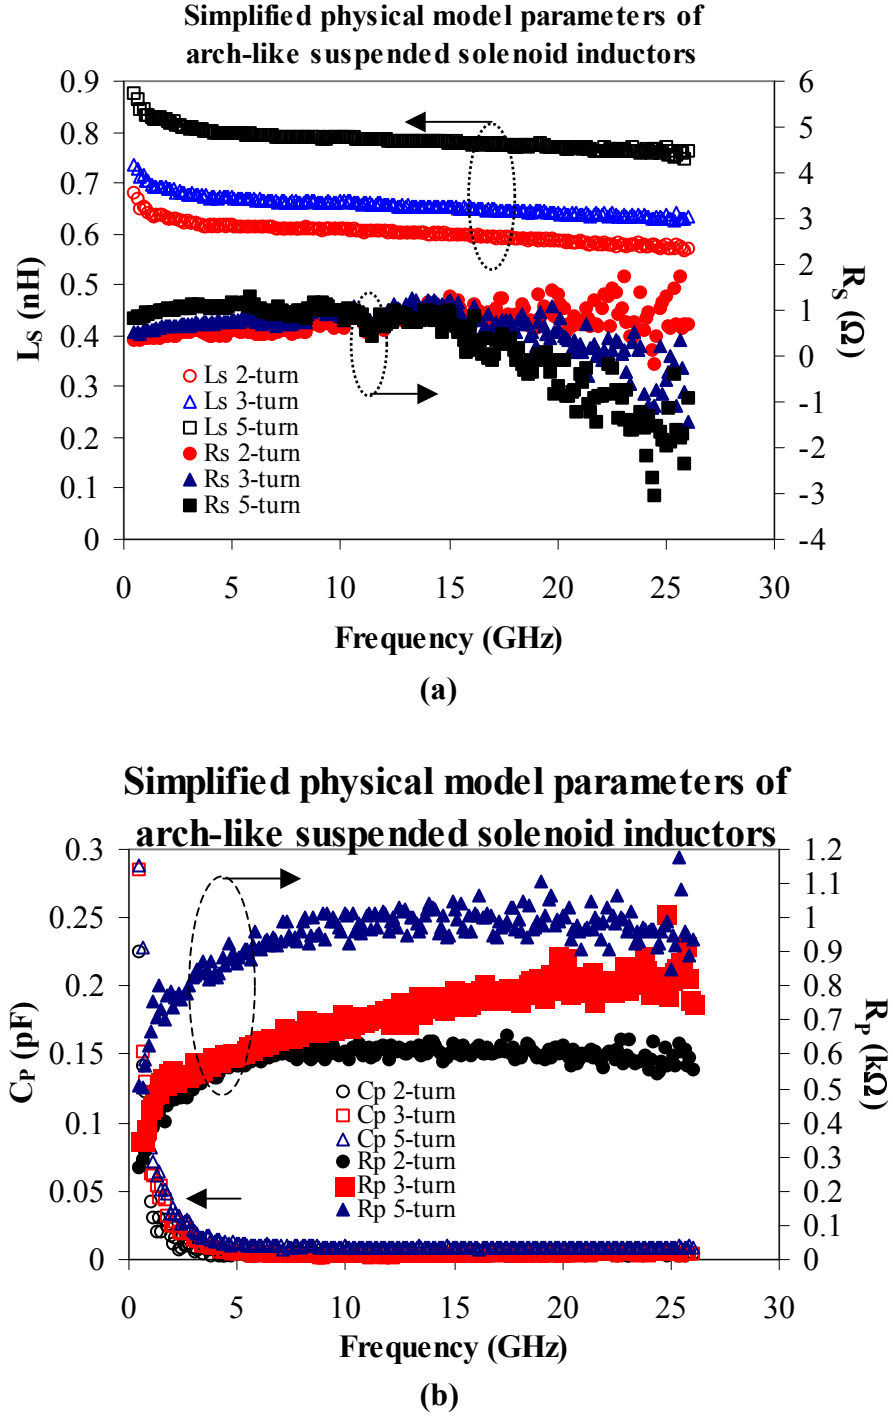 Simplified physical model parameters of
arch-like suspended solenoid inductors
0.9
0.8
0.7
0.6
0.5
0.4
0.3
0.2
0.1
0
Ls (nH)
6
5
4
3
2
1
0
-1
-2
-3
-4
Rs (Ω)
Ls 2-turn
Ls 3-turn
Ls 5-turn
Rs 2-turn
Rs 3-turn
Rs 5-turn
0 5 10 15 20 25 30
Frequency (GHz)
(a)
Simplified physical model parameters of
arch-like suspended solenoid inductors
0.3
0.25
0.2
0.15
0.1
0.05
0
CP (pF)
1.2
1.1
1
0.9
0.8
0.7
0.6
0.5
0.4
0.3
0.2
0.1
0
Rp (kΩ)
Cp 2-turn
Cp 3-turn
Cp 5-turn
Rp 2-turn
Rp 3-turn
Rp 5-turn
0 5 10 15 20 25 30
Frequency (GHz)
(b)